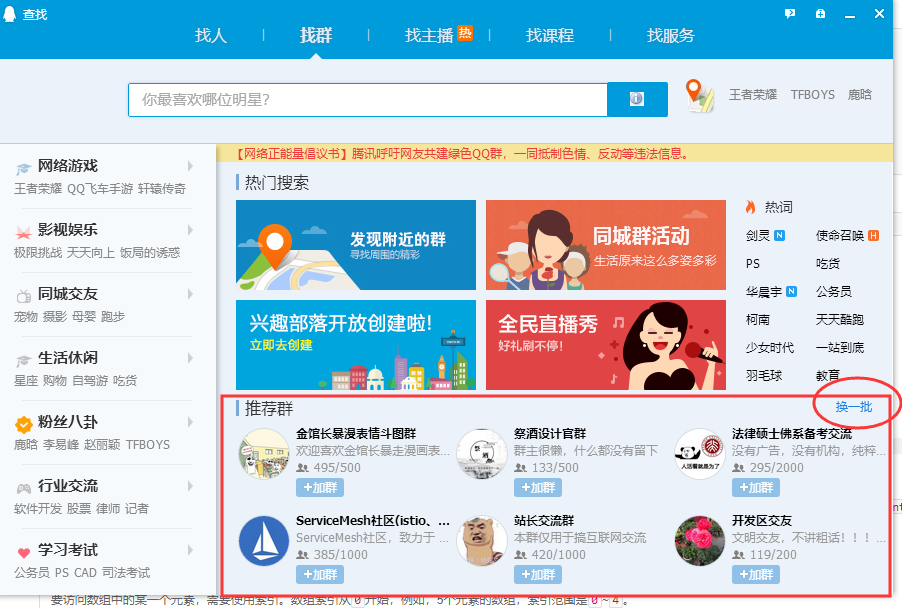 查找
找人
找群
找主播 热
找课程
找服务
你最喜欢哪位明星?
王者荣耀 TFBOYS 鹿晗
【网络正能量倡议书】腾讯呼吁网友共建绿色QQ群，一同抵制色情、反动等违法信息。
网络游戏
王者荣耀 QQ飞车手游 轩辕传奇
影视娱乐
极限挑战 天天向上 饭局的诱惑
同城交友
宠物 摄影 母婴 跑步
生活休闲
星座 购物 自驾游 吃货
粉丝八卦
鹿晗 李易峰 赵丽颖 TFBOYS
行业交流
软件开发 股票 律师 记者
学习考试
公务员 PS CAD 司法考试
热门搜索
发现附近的群
寻找周围的精彩
同城群活动
生活原来这么多姿多彩
兴趣部落开放创建啦!
立即去创建
全民直播秀
好礼刷不停!
热词
剑灵 N 使命召唤 H
PS 吃货
华晨宇 N 公务员
柯南 天天酷跑
少女时代 一站到底
羽毛球 教育
推荐群
换一批
金馆长暴漫表情斗图群
欢迎喜欢金馆长暴走漫画表...
495/500
+加群
祭酒设计官群
群主很懒，什么都没有留下
133/500
+加群
法律硕士佛系备考交流
没有广告，没有机构，纯粹...
295/2000
+加群
人活着就是为了
ServiceMesh社区(istio、...
ServiceMesh社区，致力于 ...
385/1000
+加群
站长交流群
本群仅用于搞互联网交流
420/1000
+加群
开发区交友
文明交友，不讲粗话！！！...
119/200
+加群
要访问数组中的某一个元素，需要使用索引。数组索引从 0 开始，例如，5个元素的数组，索引范围是 0 ~ 4 。